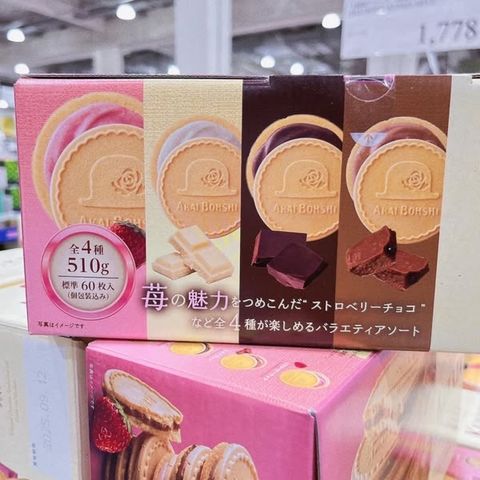 1,778
AKAI BOHSHI
AKAI BOHSHI
AKAI BOHSHI
AKAI BOHSHI
全4種
510g
標準60枚入
(個包装込み)
写真はイメージです
苺の魅力をつめこんだ"ストロベリーチョコ"
など全4種が楽しめるバラエティアソート
2025.09.12